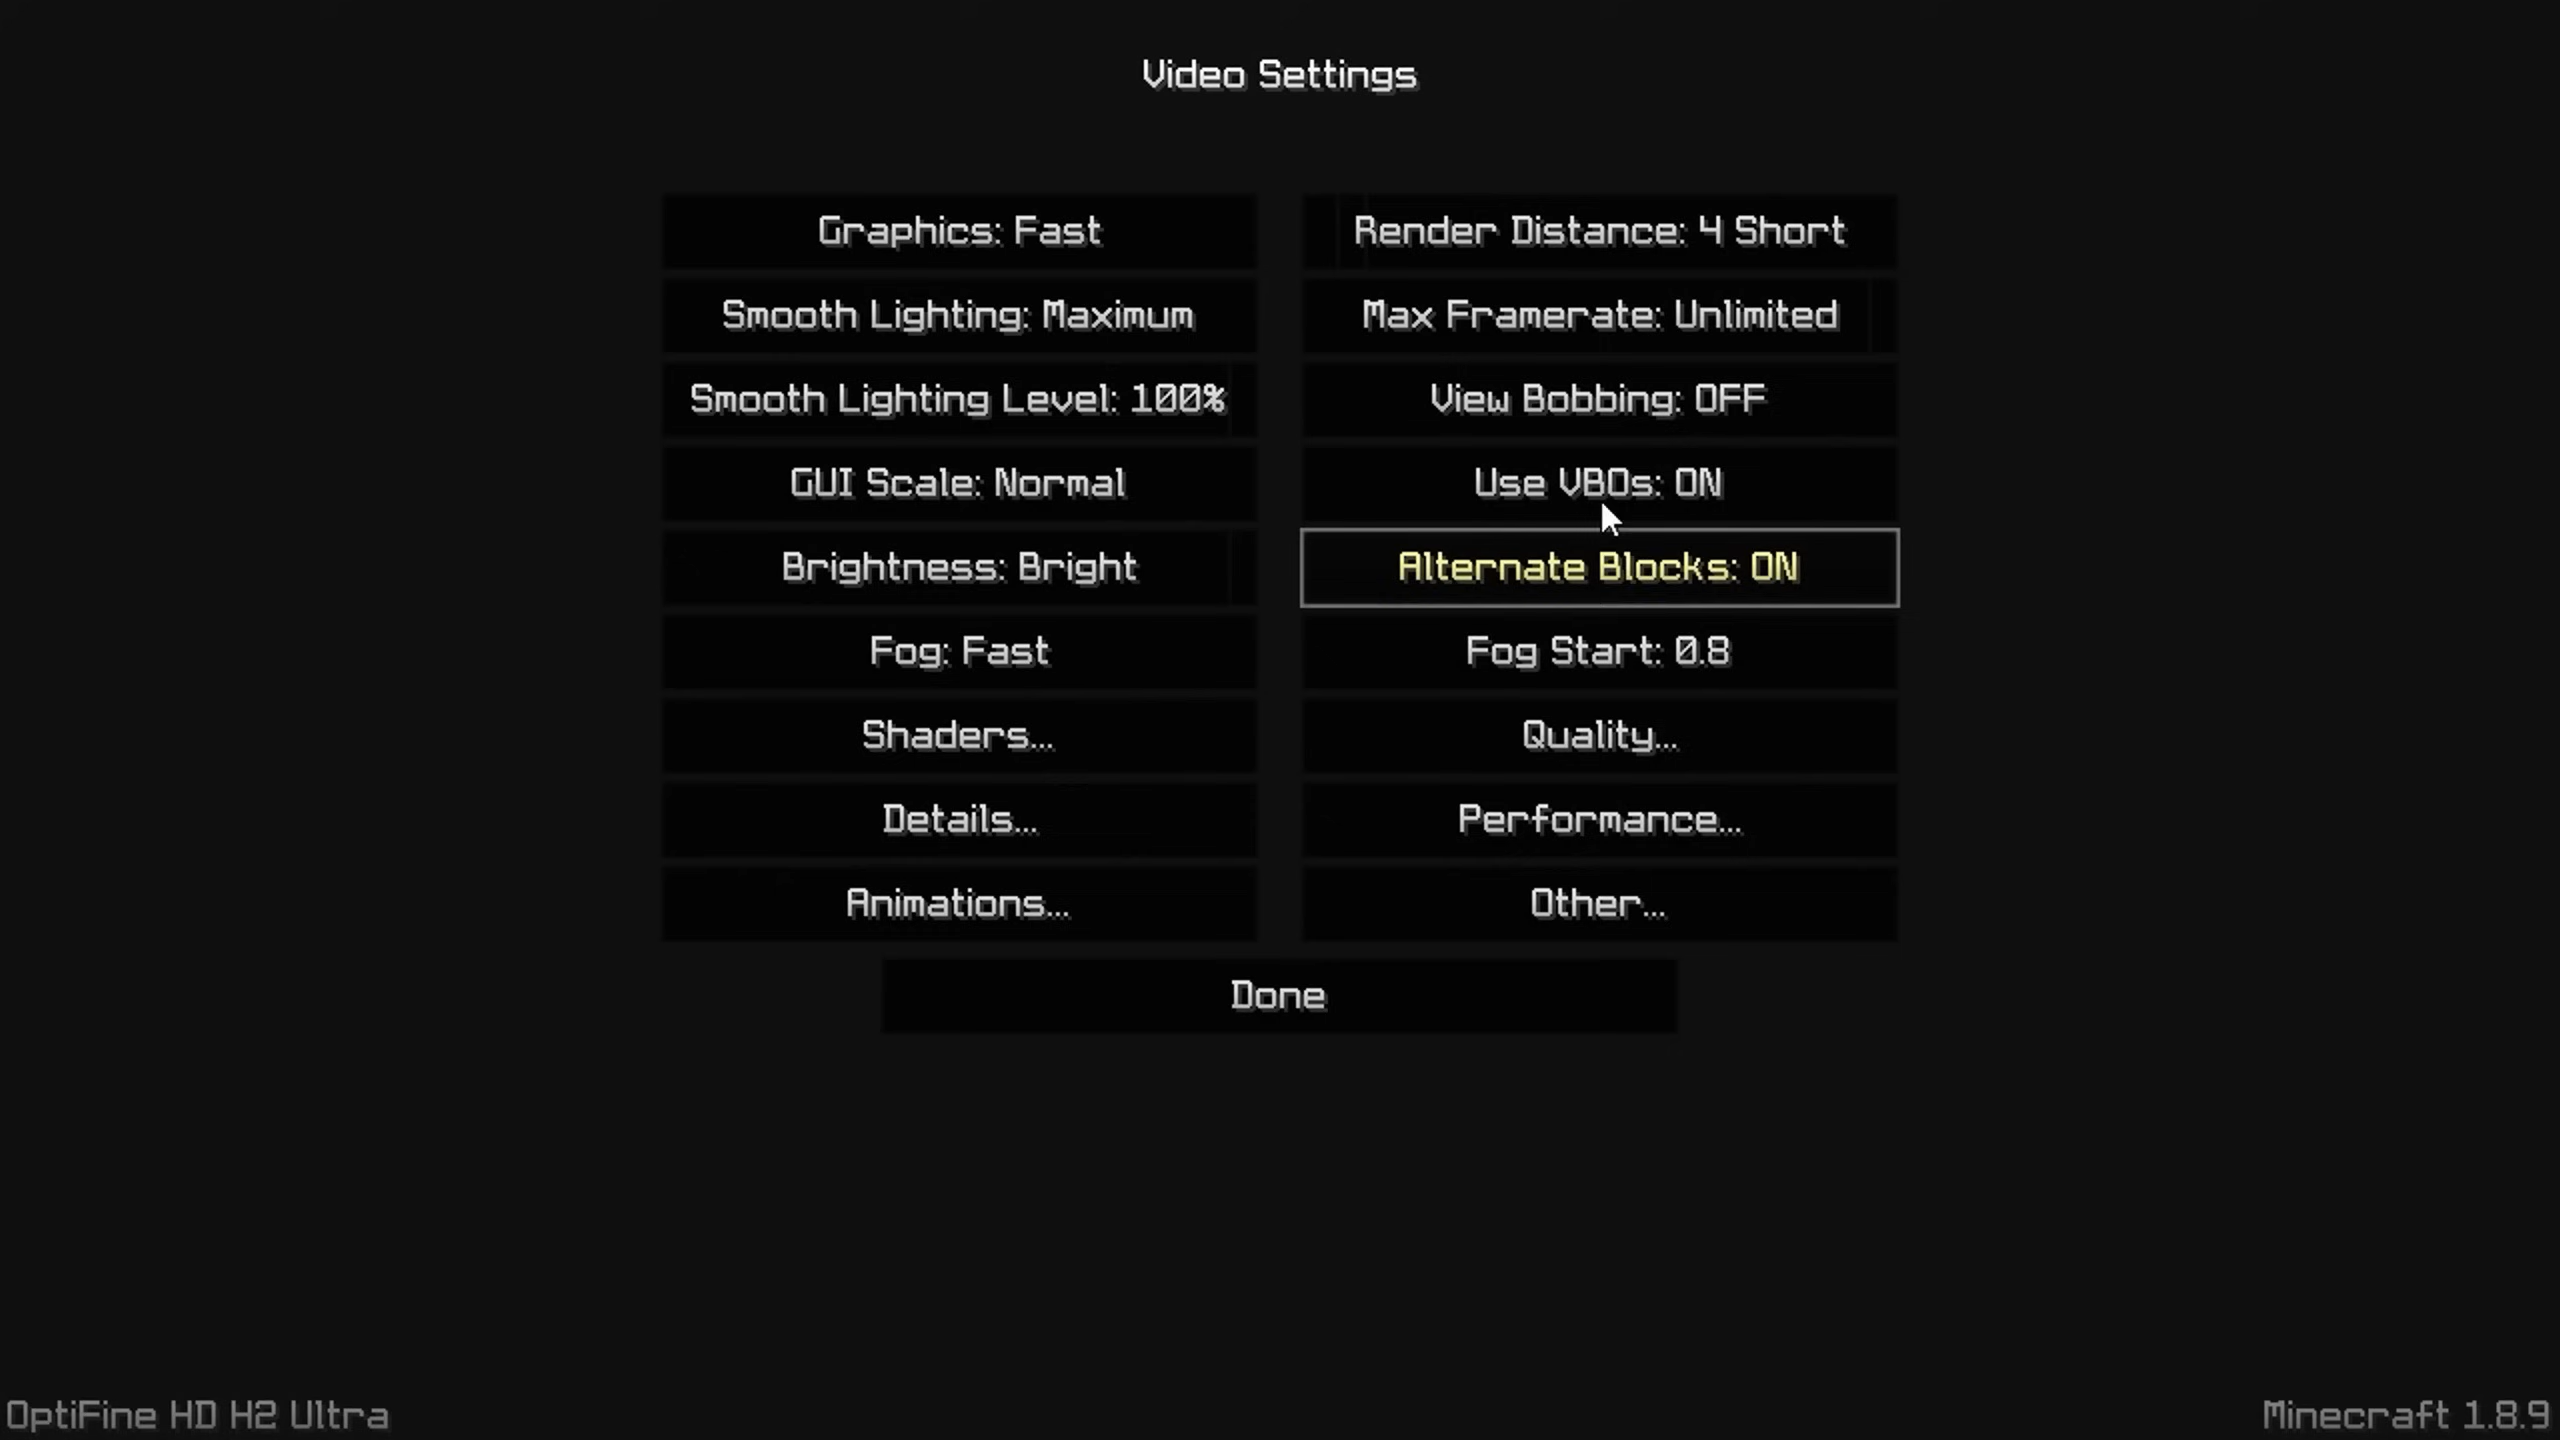 Video Settings
Graphics: Fast
Render Distance: 4 Short
Smooth Lighting: Maximum
Max Framerate: Unlimited
Smooth Lighting Level: 100%
View Bobbing: OFF
GUI Scale: Normal
Use VBOs: ON
Brightness: Bright
Alternate Blocks: ON
Fog: Fast
Fog Start: 0.8
Shaders...
Quality...
Details...
Performance...
Animations...
Other...
Done
OptiFine HD H2 Ultra
Minecraft 1.8.9